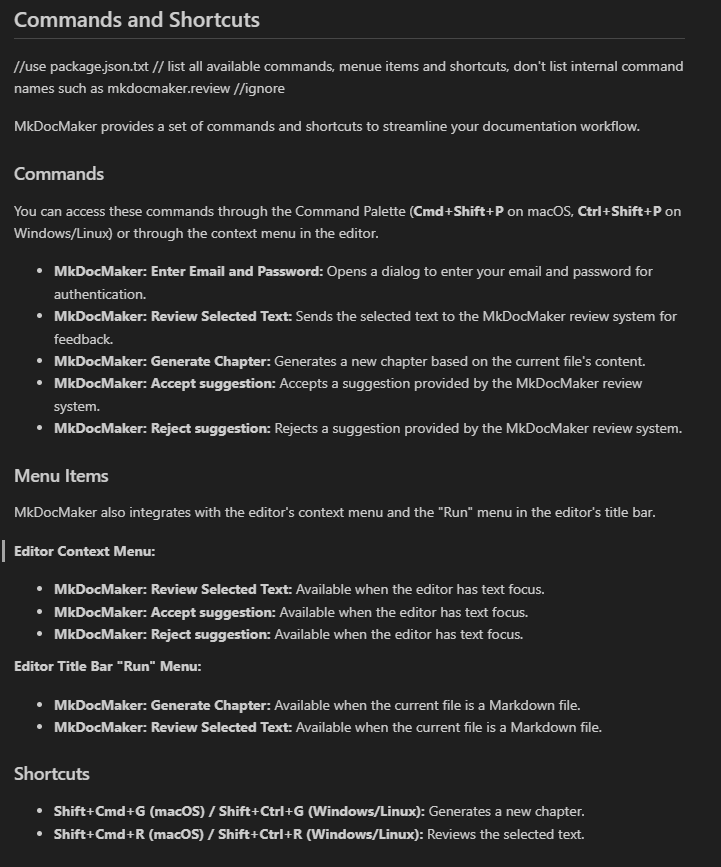 Commands and Shortcuts
//use package.json.txt // list all available commands, menue items and shortcuts, don't list internal command
names such as mkdocmaker.review //ignore
MkDocMaker provides a set of commands and shortcuts to streamline your documentation workflow.
Commands
You can access these commands through the Command Palette (Cmd+Shift+P on macOS, Ctrl+Shift+P on
Windows/Linux) or through the context menu in the editor.
• MkDocMaker: Enter Email and Password: Opens a dialog to enter your email and password for
authentication.
• MkDocMaker: Review Selected Text: Sends the selected text to the MkDocMaker review system for
feedback.
• MkDocMaker: Generate Chapter: Generates a new chapter based on the current file's content.
• MkDocMaker: Accept suggestion: Accepts a suggestion provided by the MkDocMaker review
system.
• MkDocMaker: Reject suggestion: Rejects a suggestion provided by the MkDocMaker review system.
Menu Items
MkDocMaker also integrates with the editor's context menu and the "Run" menu in the editor's title bar.
Editor Context Menu:
• MkDocMaker: Review Selected Text: Available when the editor has text focus.
• MkDocMaker: Accept suggestion: Available when the editor has text focus.
• MkDocMaker: Reject suggestion: Available when the editor has text focus.
Editor Title Bar "Run" Menu:
• MkDocMaker: Generate Chapter: Available when the current file is a Markdown file.
• MkDocMaker: Review Selected Text: Available when the current file is a Markdown file.
Shortcuts
• Shift+Cmd+G (macOS) / Shift+Ctrl+G (Windows/Linux): Generates a new chapter.
• Shift+Cmd+R (macOS) / Shift+Ctrl+R (Windows/Linux): Reviews the selected text.